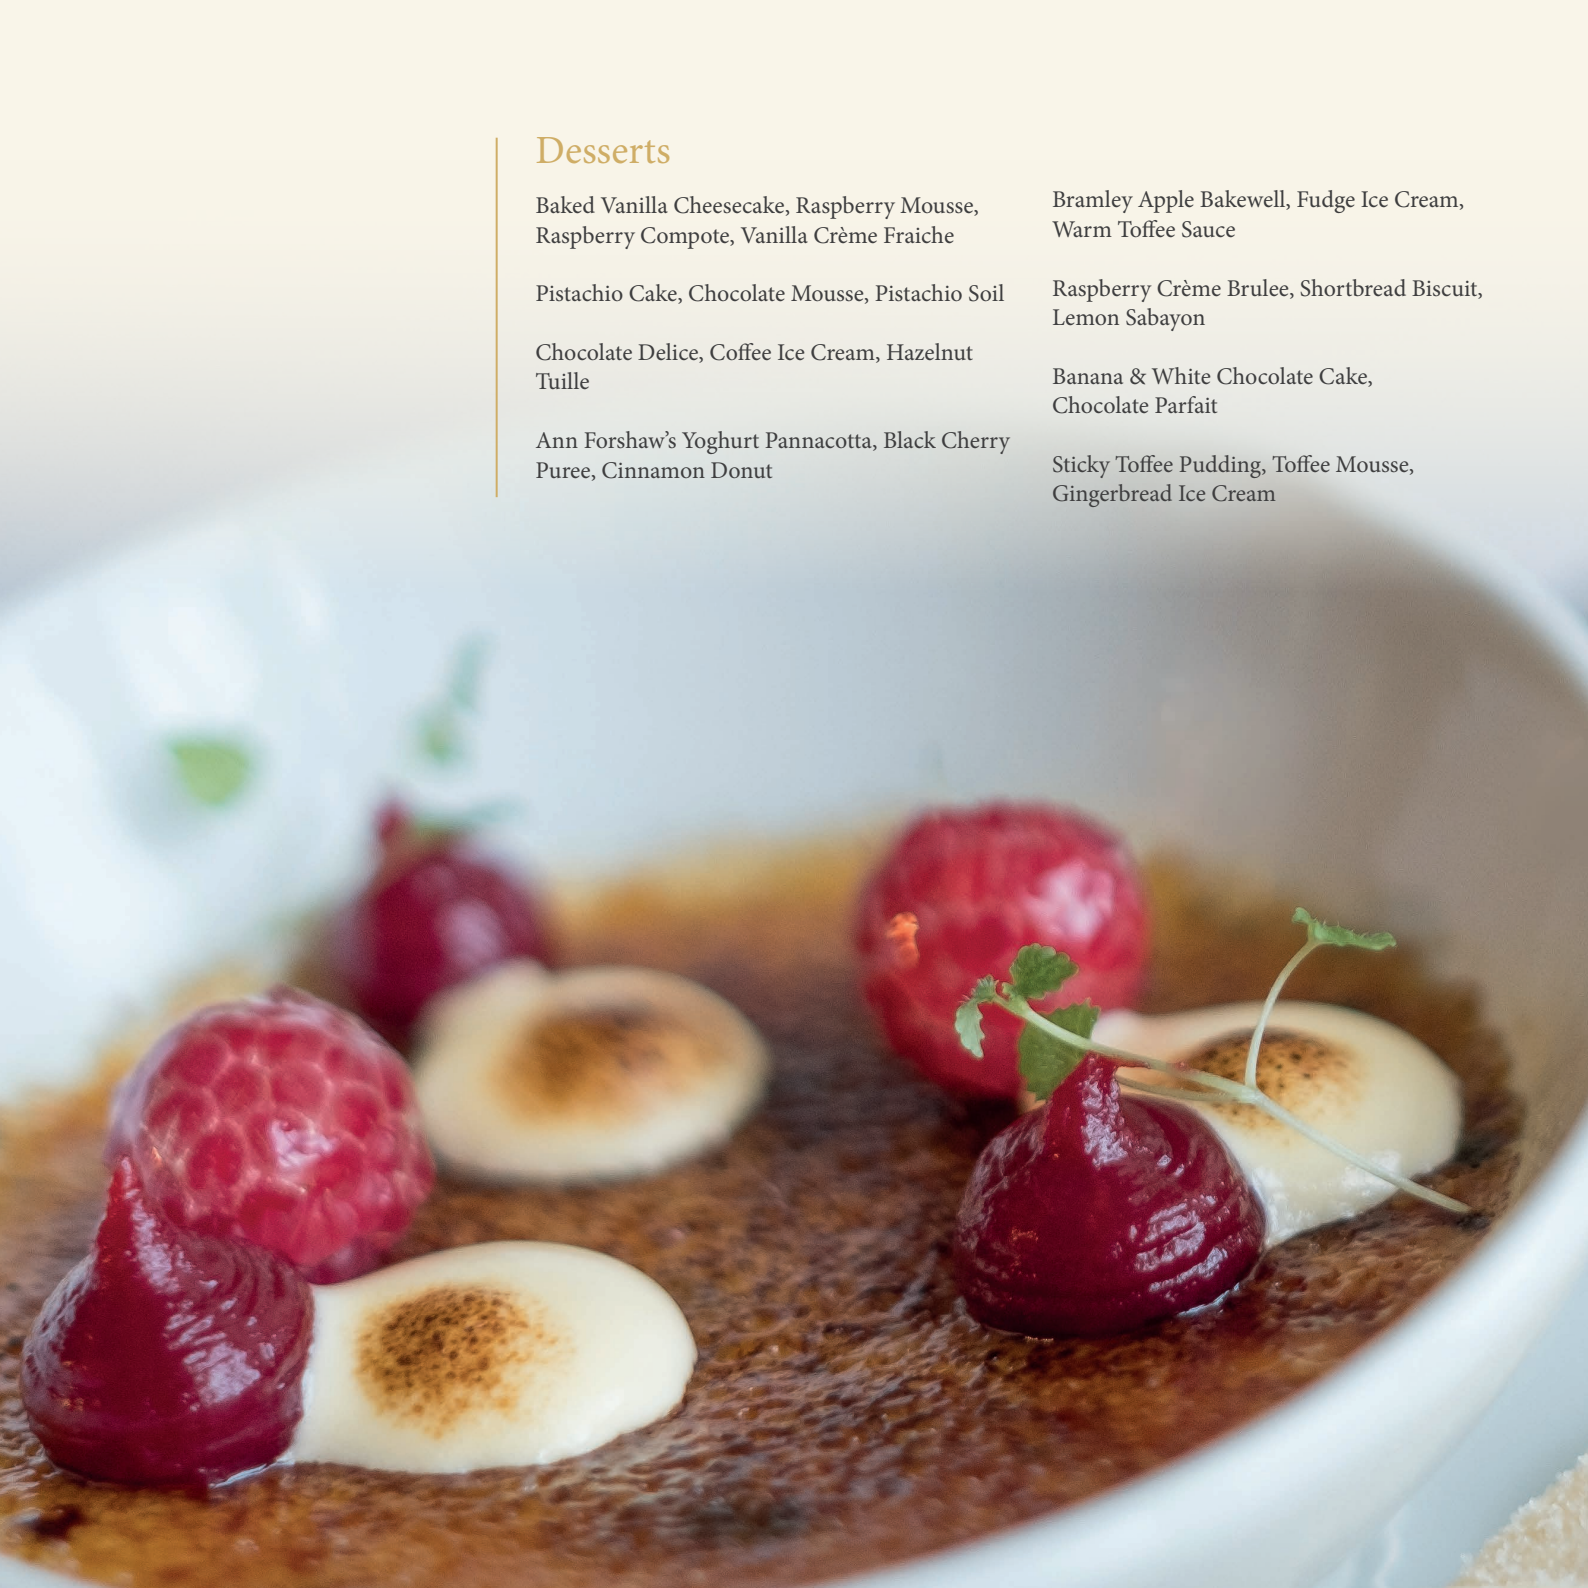 Desserts
Baked Vanilla Cheesecake, Raspberry Mousse,
Raspberry Compote, Vanilla Crème Fraiche
Pistachio Cake, Chocolate Mousse, Pistachio Soil
Chocolate Delice, Coffee Ice Cream, Hazelnut
Tuille
Ann Forshaw’s Yoghurt Pannacotta, Black Cherry
Puree, Cinnamon Donut
Bramley Apple Bakewell, Fudge Ice Cream,
Warm Toffee Sauce
Raspberry Crème Brulee, Shortbread Biscuit,
Lemon Sabayon
Banana & White Chocolate Cake,
Chocolate Parfait
Sticky Toffee Pudding, Toffee Mousse,
Gingerbread Ice Cream